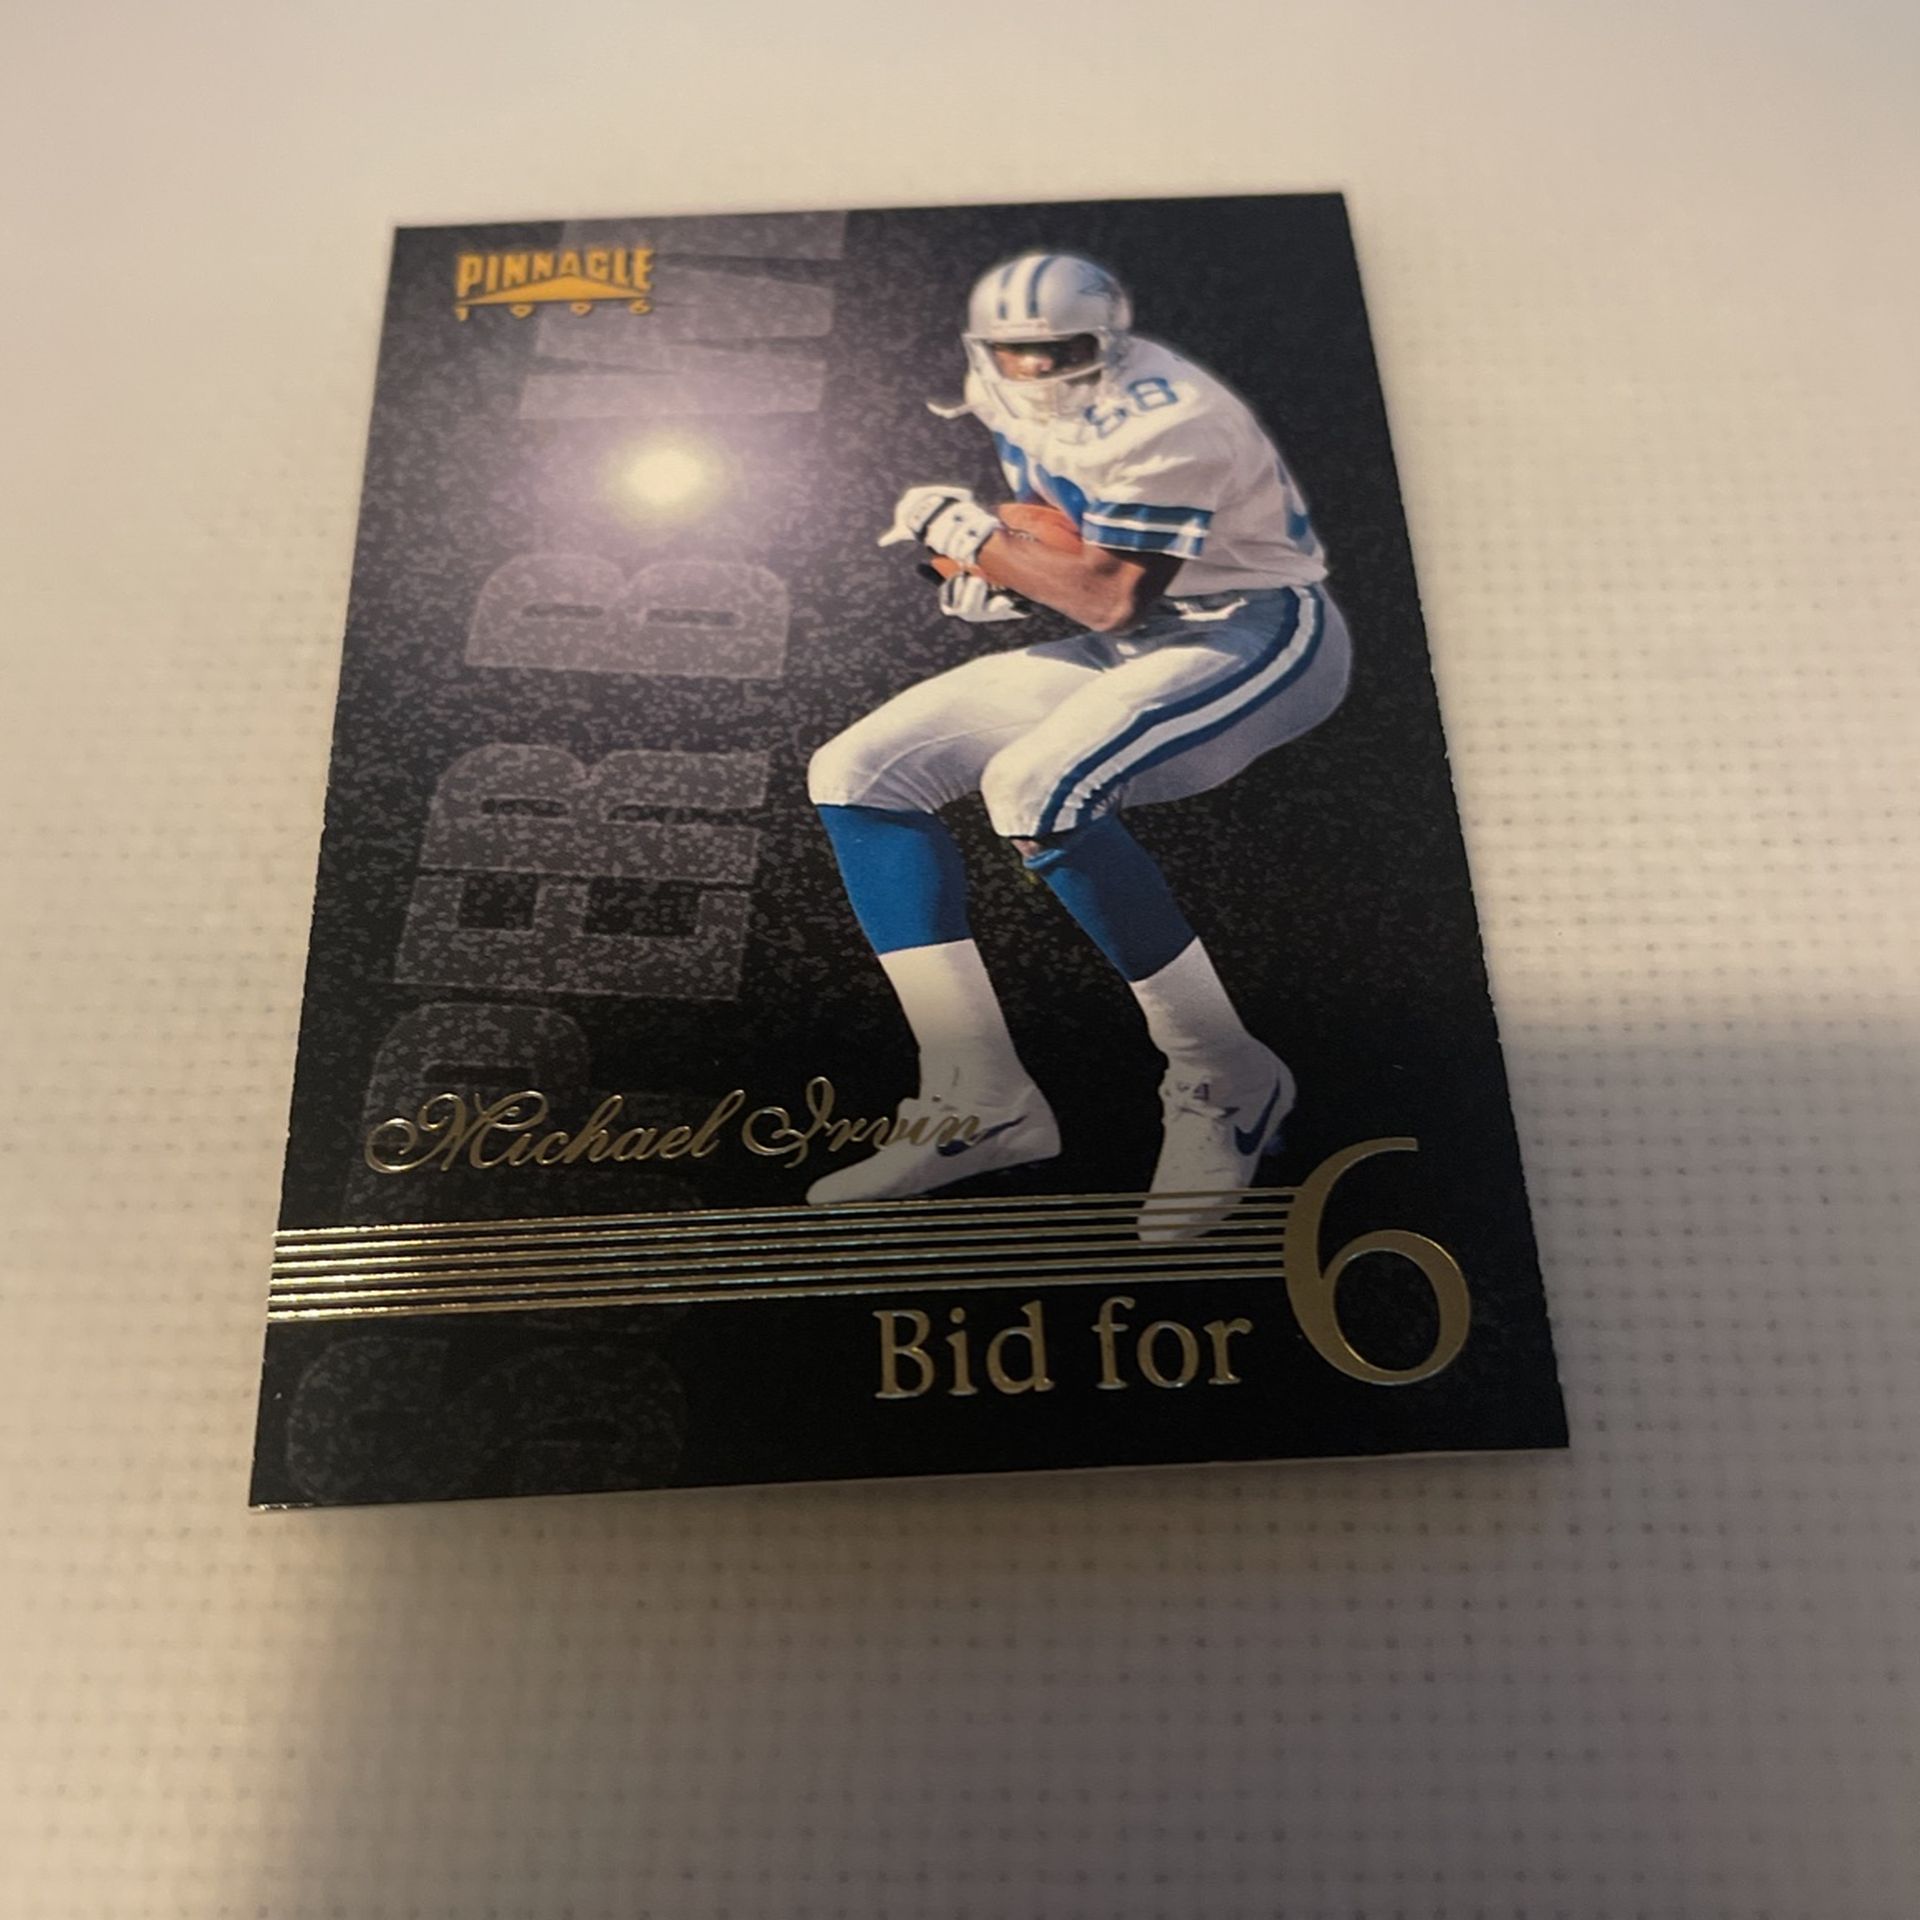 PINNACLE
1996
88
Michael Irvin
Bid for 6